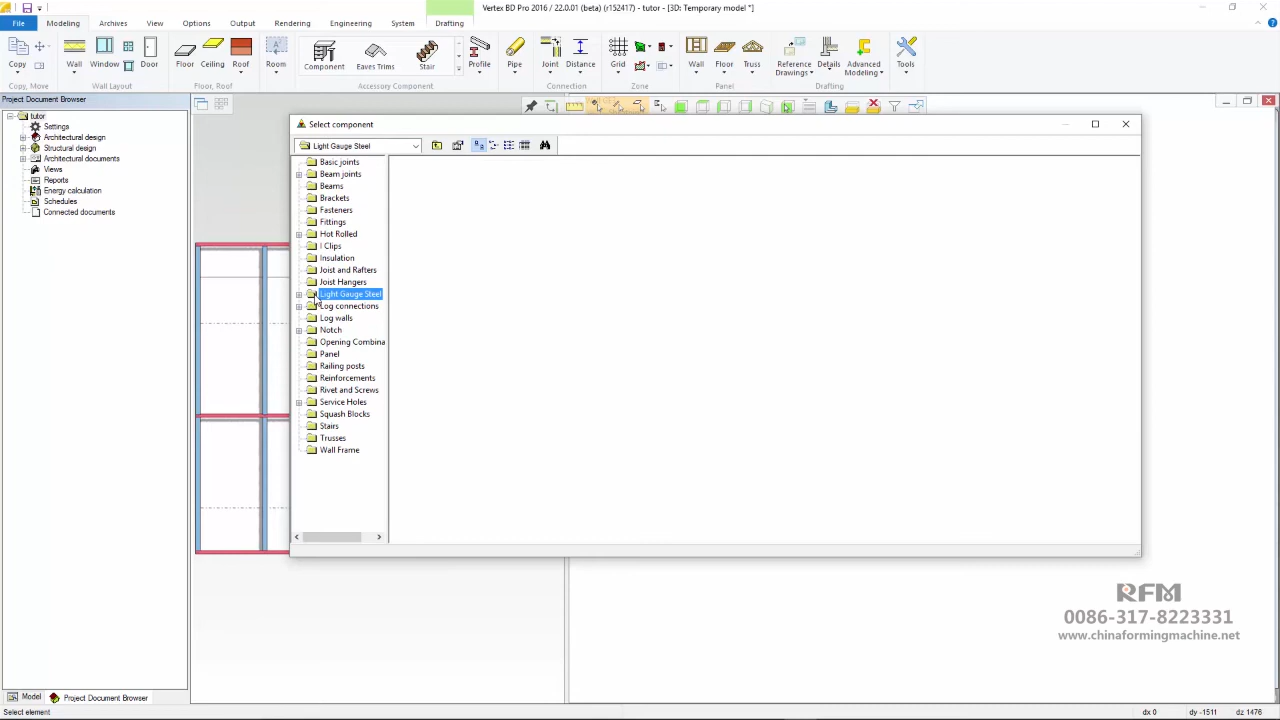 Vertex BD Pro 2016 / 22.0.01 (beta) (r152417) - tutor - [3D: Temporary model *]
File Modeling Archives View Options Output Rendering Engineering System Drafting
Copy Wall Window Door Floor Ceiling Roof Room Component Eaves Trim Stair Profile Pipe Joint Distance Grid Wall Floor Truss Reference Drawings Details Advanced Modeling Tools
Copy, Move Wall Layout Floor, Roof Accessory Component Connection Zone Panel Drafting
Project Document Browser
tutor
Settings
Architectural design
Structural design
Architectural documents
Views
Reports
Energy calculation
Schedules
Connected documents
Select component
Light Gauge Steel
Basic joints
Beam joints
Beams
Brackets
Fasteners
Fittings
Hot Rolled
I Clips
Insulation
Joist and Rafters
Joist Hangers
Light Gauge Steel
Log connections
Log walls
Notch
Opening Combina
Panel
Railing posts
Reinforcements
Rivet and Screws
Service Holes
Squash Blocks
Stairs
Trusses
Wall Frame
RFM
0086-317-8223331
www.chinaformingmachine.net
Model Project Document Browser
Select element dx 0 dy -1511 dz 1476